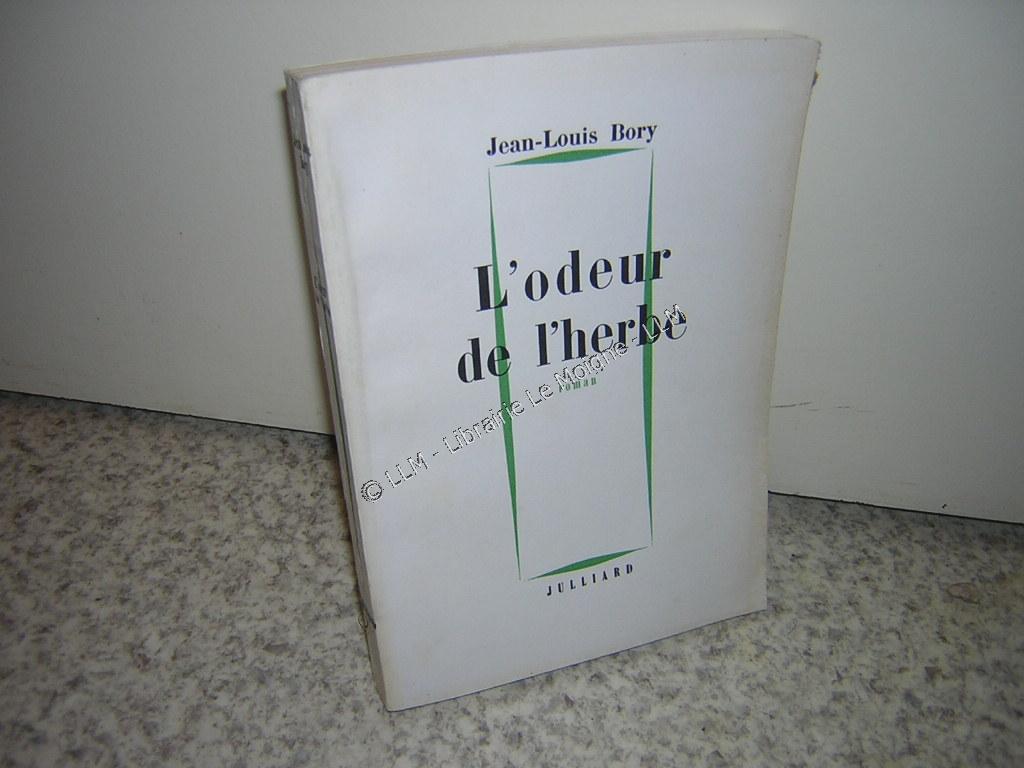 Jean-Louis Bory
L'odeur
de l'herbe
roman
JULLIARD
© LLM - Librairie Le Moigne - LLM